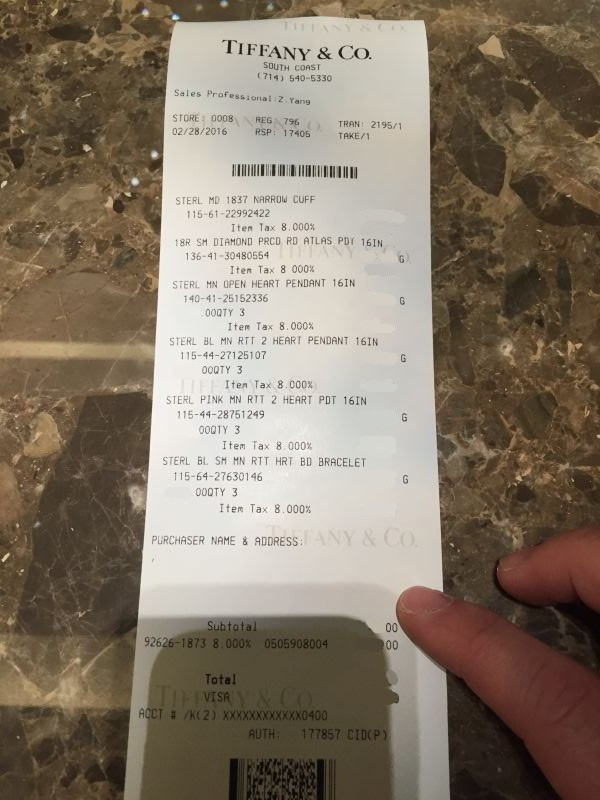 TIFFANY & CO.
TIFFANY & CO.
SOUTH COAST
(714) 540-5330
Sales Professional:Z.Yang
STORE: 0008 REG 796 TRAN: 2195/1
02/28/2016 RSP: 17405 TAKE/1
STERL MD 1837 NARROW CUFF
115-61-22992422
Item Tax 8.000%
18R SM DIAMOND PRCD RD ATLAS PDT 16IN
136-41-30480554 G
Item Tax 8.000%
STERL MN OPEN HEART PENDANT 16IN
140-41-25152336 G
.00QTY 3
Item Tax 8.000%
STERL BL MN RTT 2 HEART PENDANT 16IN
115-44-27125107 G
00QTY 3
Item Tax 8.000%
STERL PINK MN RTT 2 HEART PDT 16IN
115-44-28751249 G
00QTY 3
Item Tax 8.000%
STERL BL SM MN RTT HRT BD BRACELET
115-64-27630146 G
00QTY 3
Item Tax 8.000%
TIFFANY & CO.
PURCHASER NAME & ADDRESS:
Subtotal 00
92626-1873 8.000% 0505908004 00
Total
TIFFANY & CO
VISA
ACCT # /K(2) XXXXXXXXXXXX0400
AUTH: 177857 CID(P)